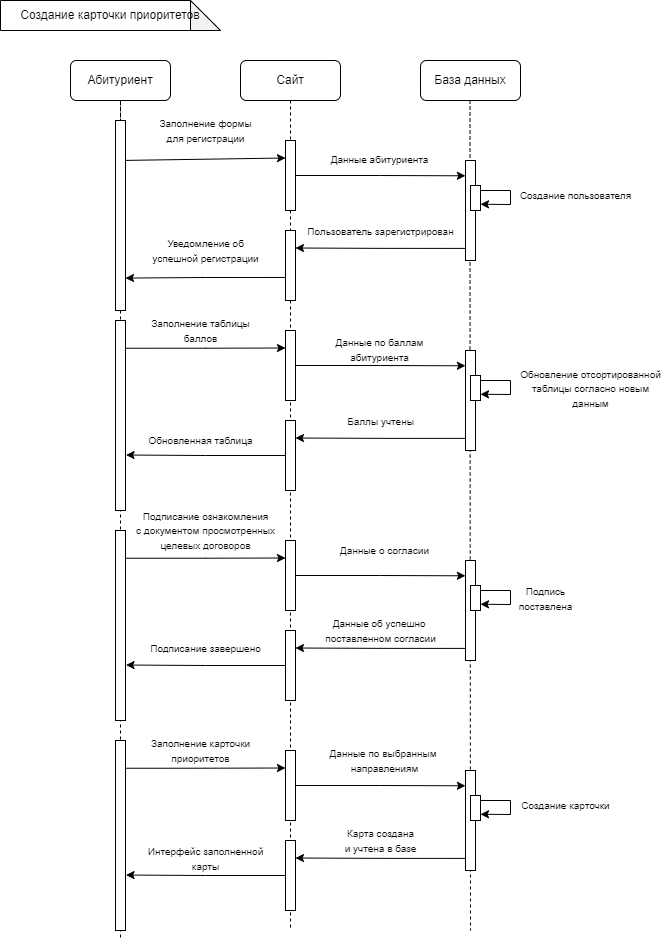 Создание карточки приоритетов
Абитуриент
Сайт
База данных
Заполнение формы
для регистрации
Данные абитуриента
Создание пользователя
Пользователь зарегистрирован
Уведомление об
успешной регистрации
Заполнение таблицы
баллов
Данные по баллам
абитуриента
Обновление отсортированной
таблицы согласно новым
данным
Баллы учтены
Обновленная таблица
Подписание ознакомления
с документом просмотренных
целевых договоров
Данные о согласии
Подпись
поставлена
Данные об успешно
поставленном согласии
Подписание завершено
Заполнение карточки
приоритетов
Данные по выбранным
направлениям
Создание карточки
Карта создана
и учтена в базе
Интерфейс заполненной
карты